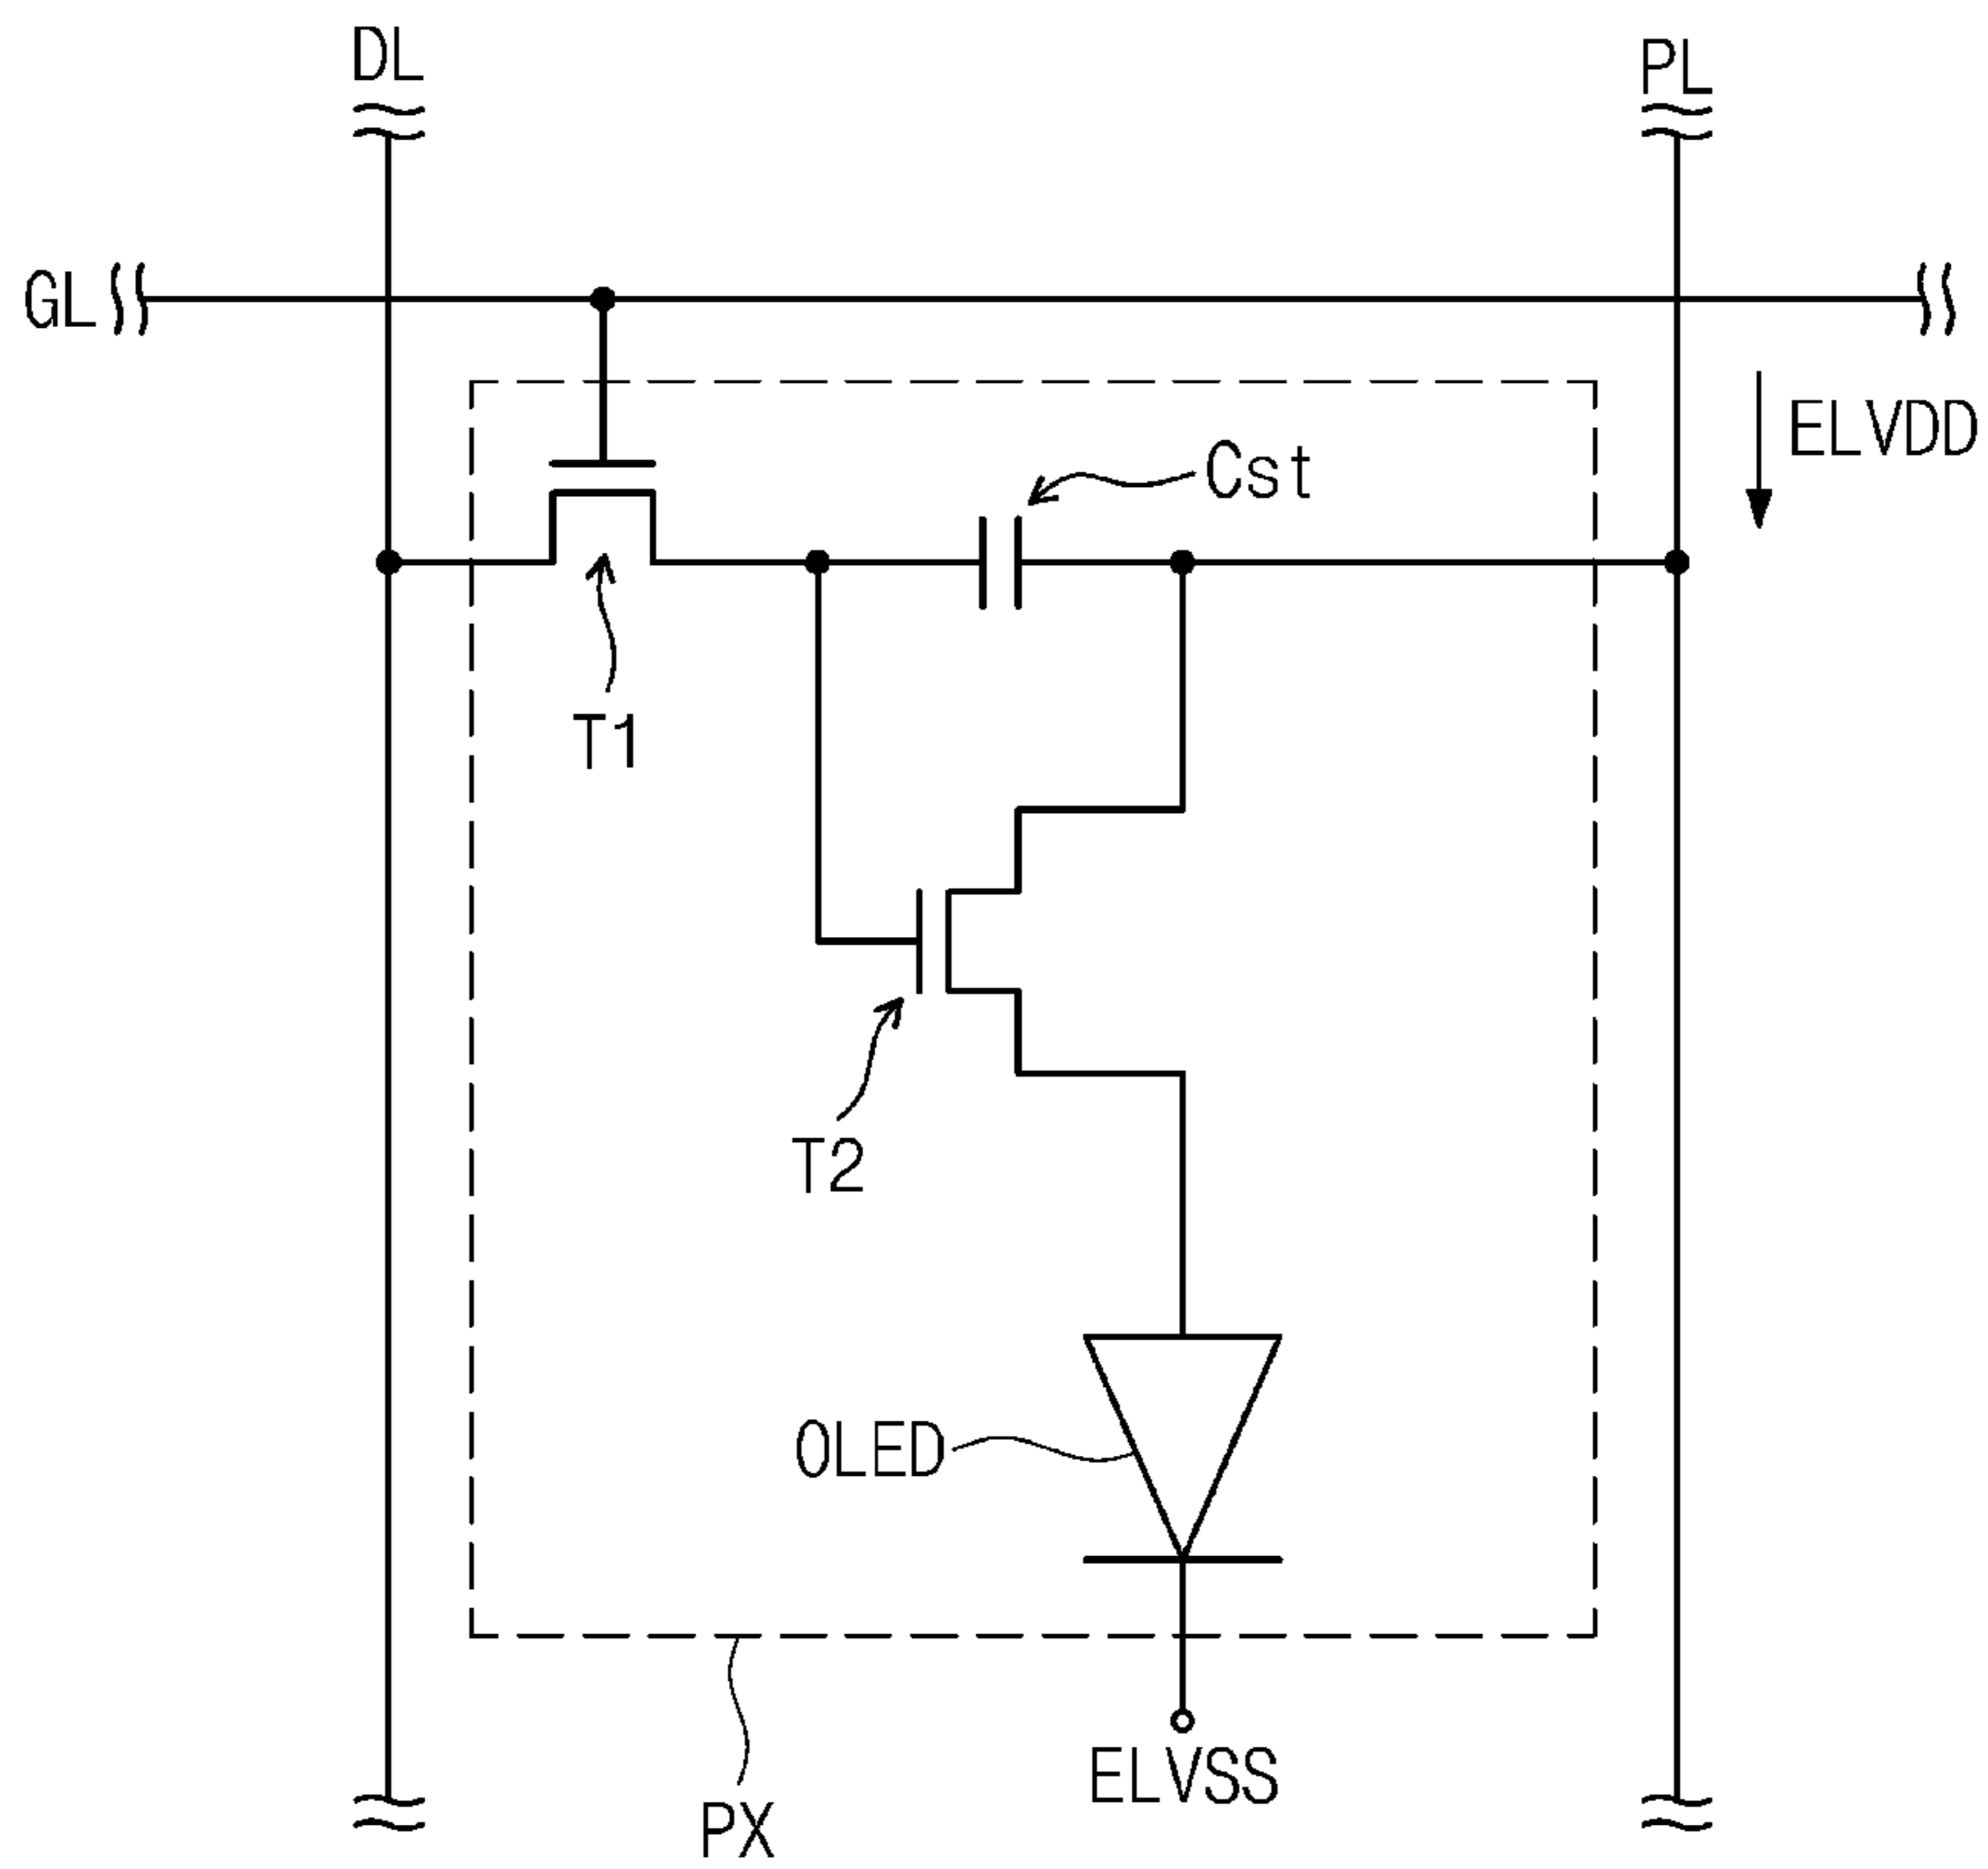 DL
PL
GL
ELVDD
Cst
T1
T2
OLED
ELVSS
PX